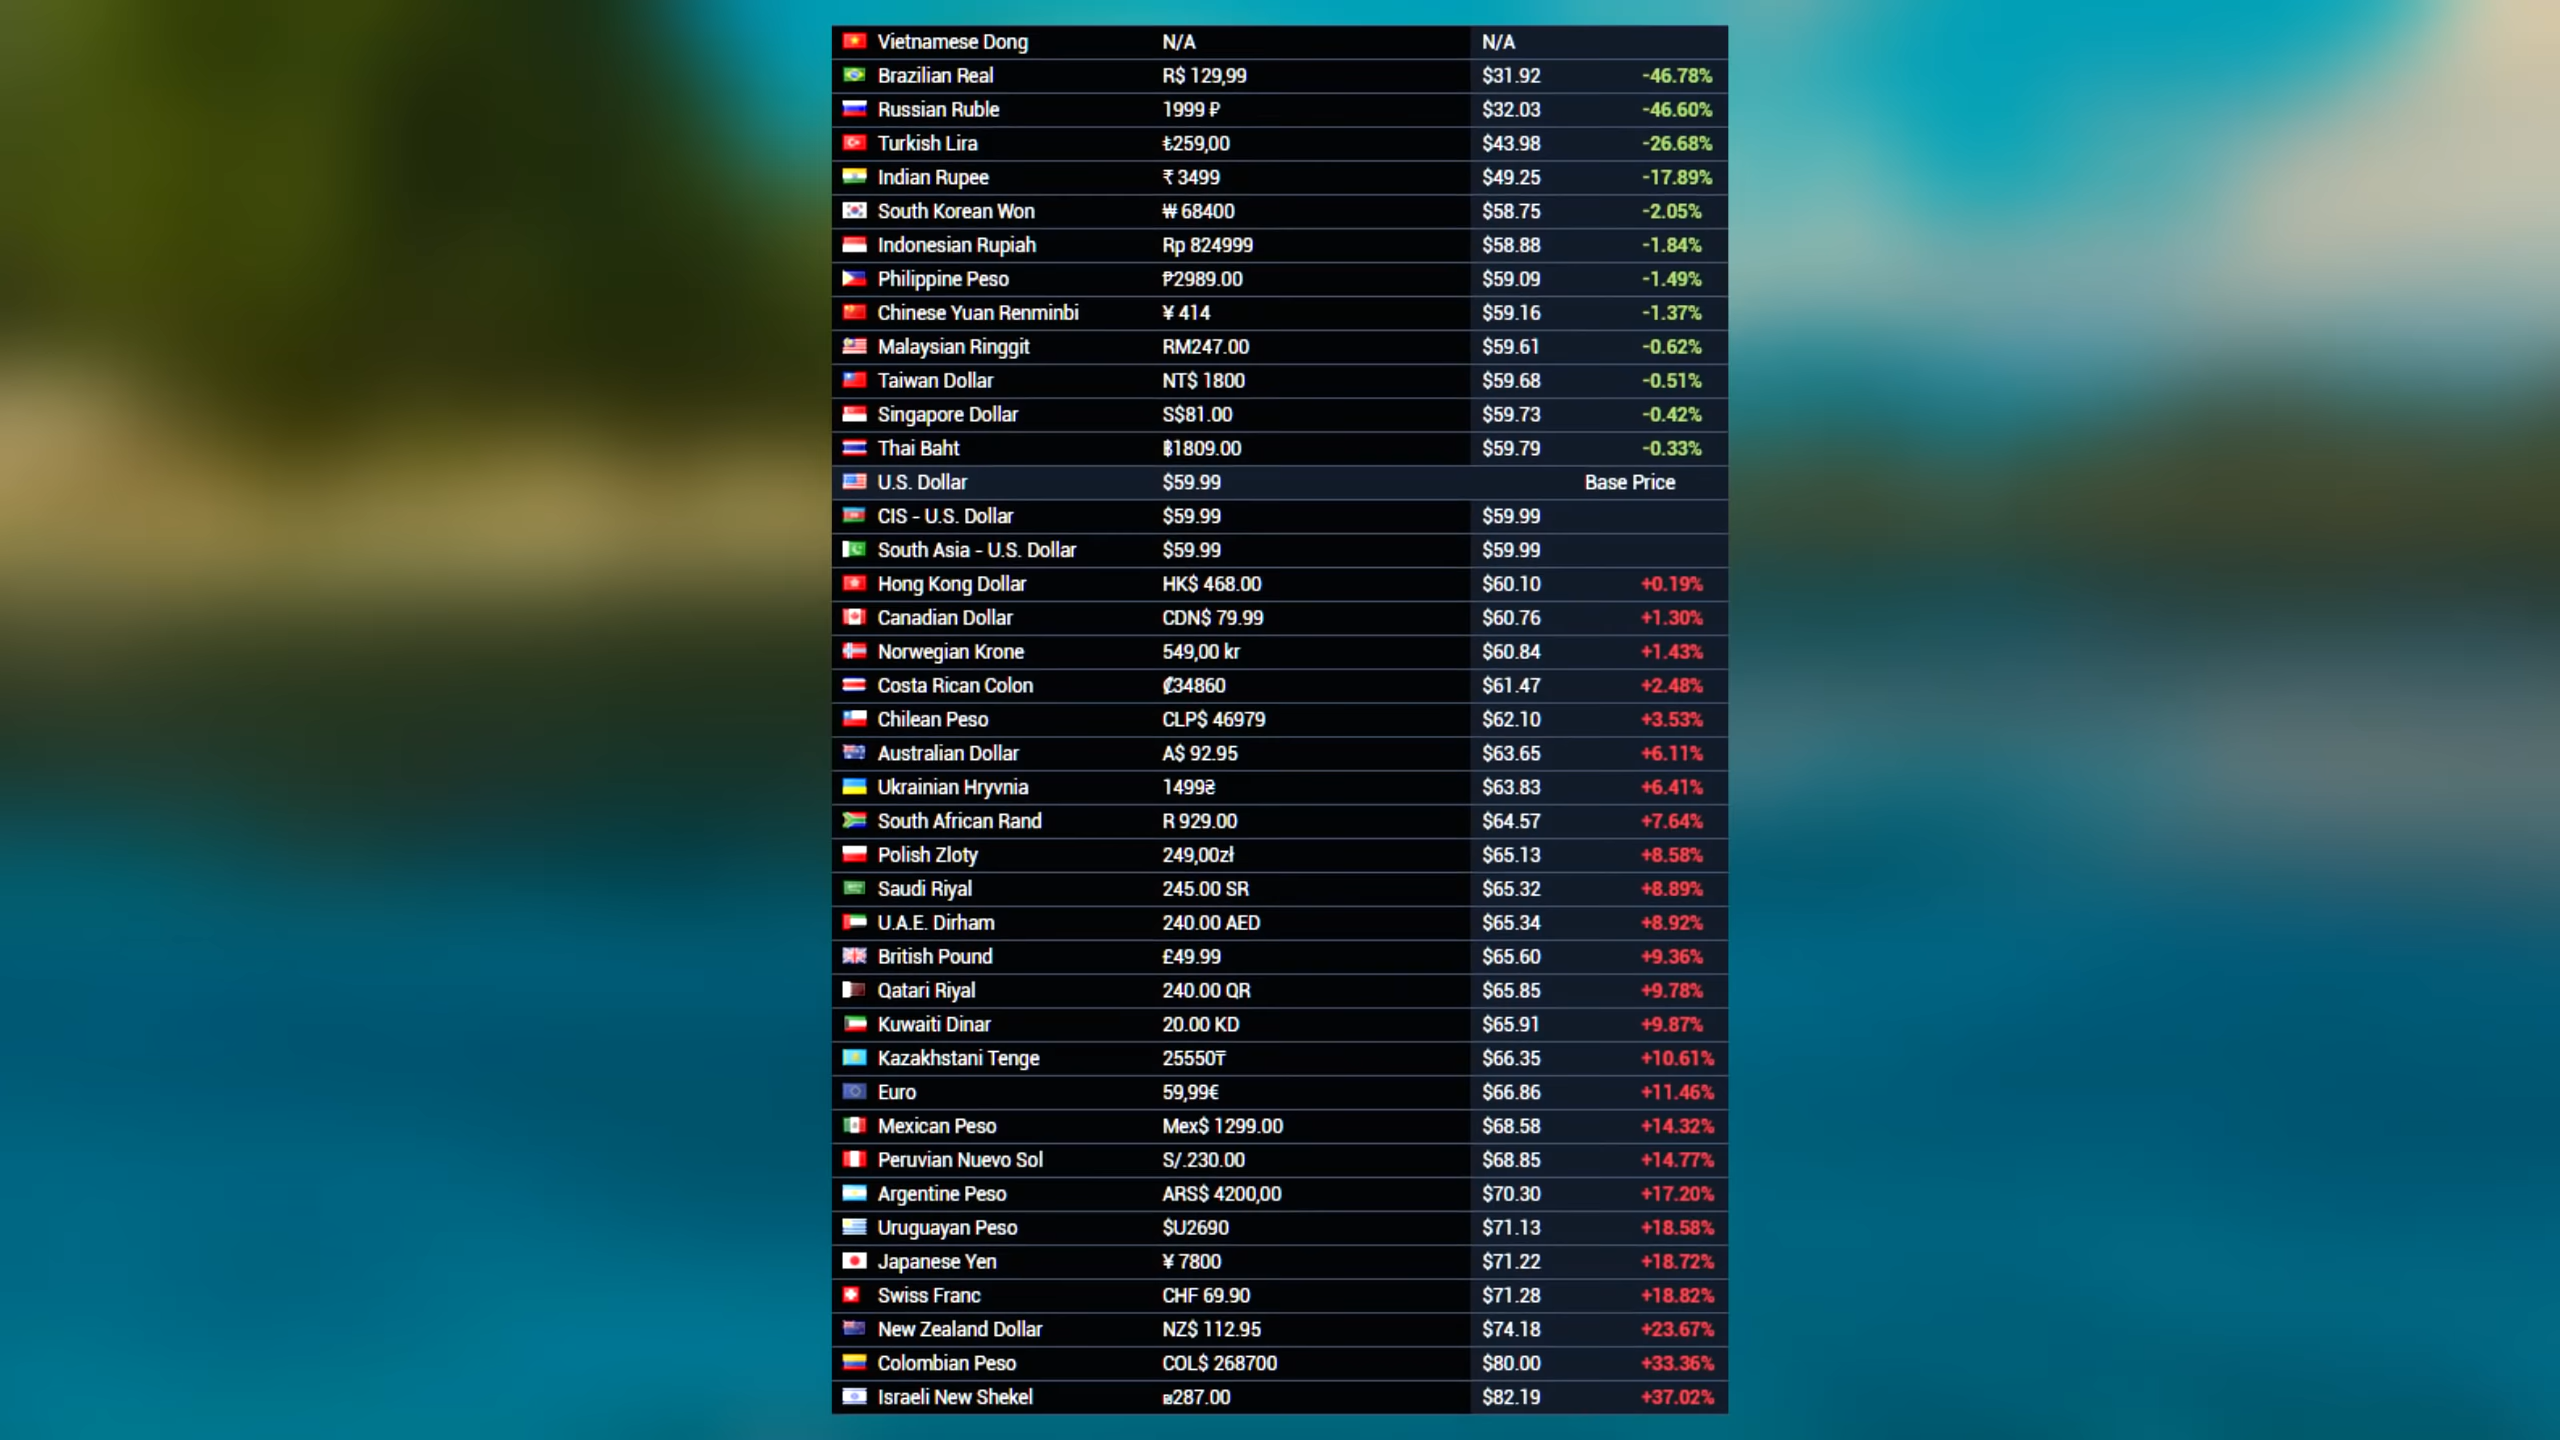 Vietnamese Dong N/A N/A
Brazilian Real R$ 129,99 $31.92 -46.78%
Russian Ruble 1999 ₽ $32.03 -46.60%
Turkish Lira ₺259,00 $43.98 -26.68%
Indian Rupee ₹ 3499 $49.25 -17.89%
South Korean Won ₩ 68400 $58.75 -2.05%
Indonesian Rupiah Rp 824999 $58.88 -1.84%
Philippine Peso ₱2989.00 $59.09 -1.49%
Chinese Yuan Renminbi ¥ 414 $59.16 -1.37%
Malaysian Ringgit RM247.00 $59.61 -0.62%
Taiwan Dollar NT$ 1800 $59.68 -0.51%
Singapore Dollar S$81.00 $59.73 -0.42%
Thai Baht ฿1809.00 $59.79 -0.33%
U.S. Dollar $59.99 Base Price
CIS - U.S. Dollar $59.99 $59.99
South Asia - U.S. Dollar $59.99 $59.99
Hong Kong Dollar HK$ 468.00 $60.10 +0.19%
Canadian Dollar CDN$ 79.99 $60.76 +1.30%
Norwegian Krone 549,00 kr $60.84 +1.43%
Costa Rican Colon ₡34860 $61.47 +2.48%
Chilean Peso CLP$ 46979 $62.10 +3.53%
Australian Dollar A$ 92.95 $63.65 +6.11%
Ukrainian Hryvnia 1499₴ $63.83 +6.41%
South African Rand R 929.00 $64.57 +7.64%
Polish Zloty 249,00zł $65.13 +8.58%
Saudi Riyal 245.00 SR $65.32 +8.89%
U.A.E. Dirham 240.00 AED $65.34 +8.92%
British Pound £49.99 $65.60 +9.36%
Qatari Riyal 240.00 QR $65.85 +9.78%
Kuwaiti Dinar 20.00 KD $65.91 +9.87%
Kazakhstani Tenge 25550₸ $66.35 +10.61%
Euro 59,99€ $66.86 +11.46%
Mexican Peso Mex$ 1299.00 $68.58 +14.32%
Peruvian Nuevo Sol S/.230.00 $68.85 +14.77%
Argentine Peso ARS$ 4200,00 $70.30 +17.20%
Uruguayan Peso $U2690 $71.13 +18.58%
Japanese Yen ¥ 7800 $71.22 +18.72%
Swiss Franc CHF 69.90 $71.28 +18.82%
New Zealand Dollar NZ$ 112.95 $74.18 +23.67%
Colombian Peso COL$ 268700 $80.00 +33.36%
Israeli New Shekel ₪287.00 $82.19 +37.02%